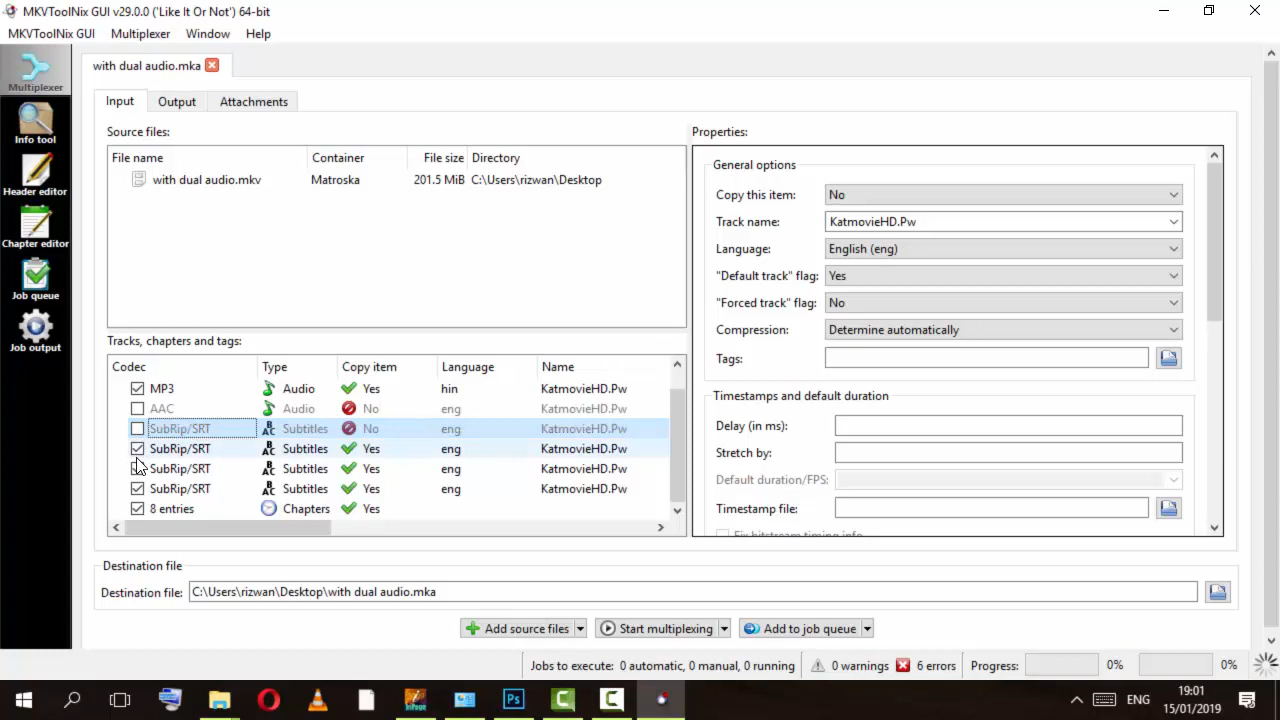 MKVToolNix GUI v29.0.0 ('Like It Or Not') 64-bit
MKVToolNix GUI Multiplexer Window Help
Multiplexer
Info tool
Header editor
Chapter editor
Job queue
Job output
with dual audio.mka
Input Output Attachments
Source files:
File name Container File size Directory
with dual audio.mkv Matroska 201.5 MiB C:\Users\rizwan\Desktop
Tracks, chapters and tags:
Codec Type Copy item Language Name
MP3 Audio Yes hin KatmovieHD.Pw
AAC Audio No eng KatmovieHD.Pw
SubRip/SRT Subtitles No eng KatmovieHD.Pw
SubRip/SRT Subtitles Yes eng KatmovieHD.Pw
SubRip/SRT Subtitles Yes eng KatmovieHD.Pw
SubRip/SRT Subtitles Yes eng KatmovieHD.Pw
8 entries Chapters Yes
Properties:
General options
Copy this item: No
Track name: KatmovieHD.Pw
Language: English (eng)
"Default track" flag: Yes
"Forced track" flag: No
Compression: Determine automatically
Tags:
Timestamps and default duration
Delay (in ms):
Stretch by:
Default duration/FPS:
Timestamp file:
Fix bitstream timing info
Destination file
Destination file: C:\Users\rizwan\Desktop\with dual audio.mka
Add source files Start multiplexing Add to job queue
Jobs to execute: 0 automatic, 0 manual, 0 running 0 warnings 6 errors Progress: 0% 0%
ENG
19:01
15/01/2019